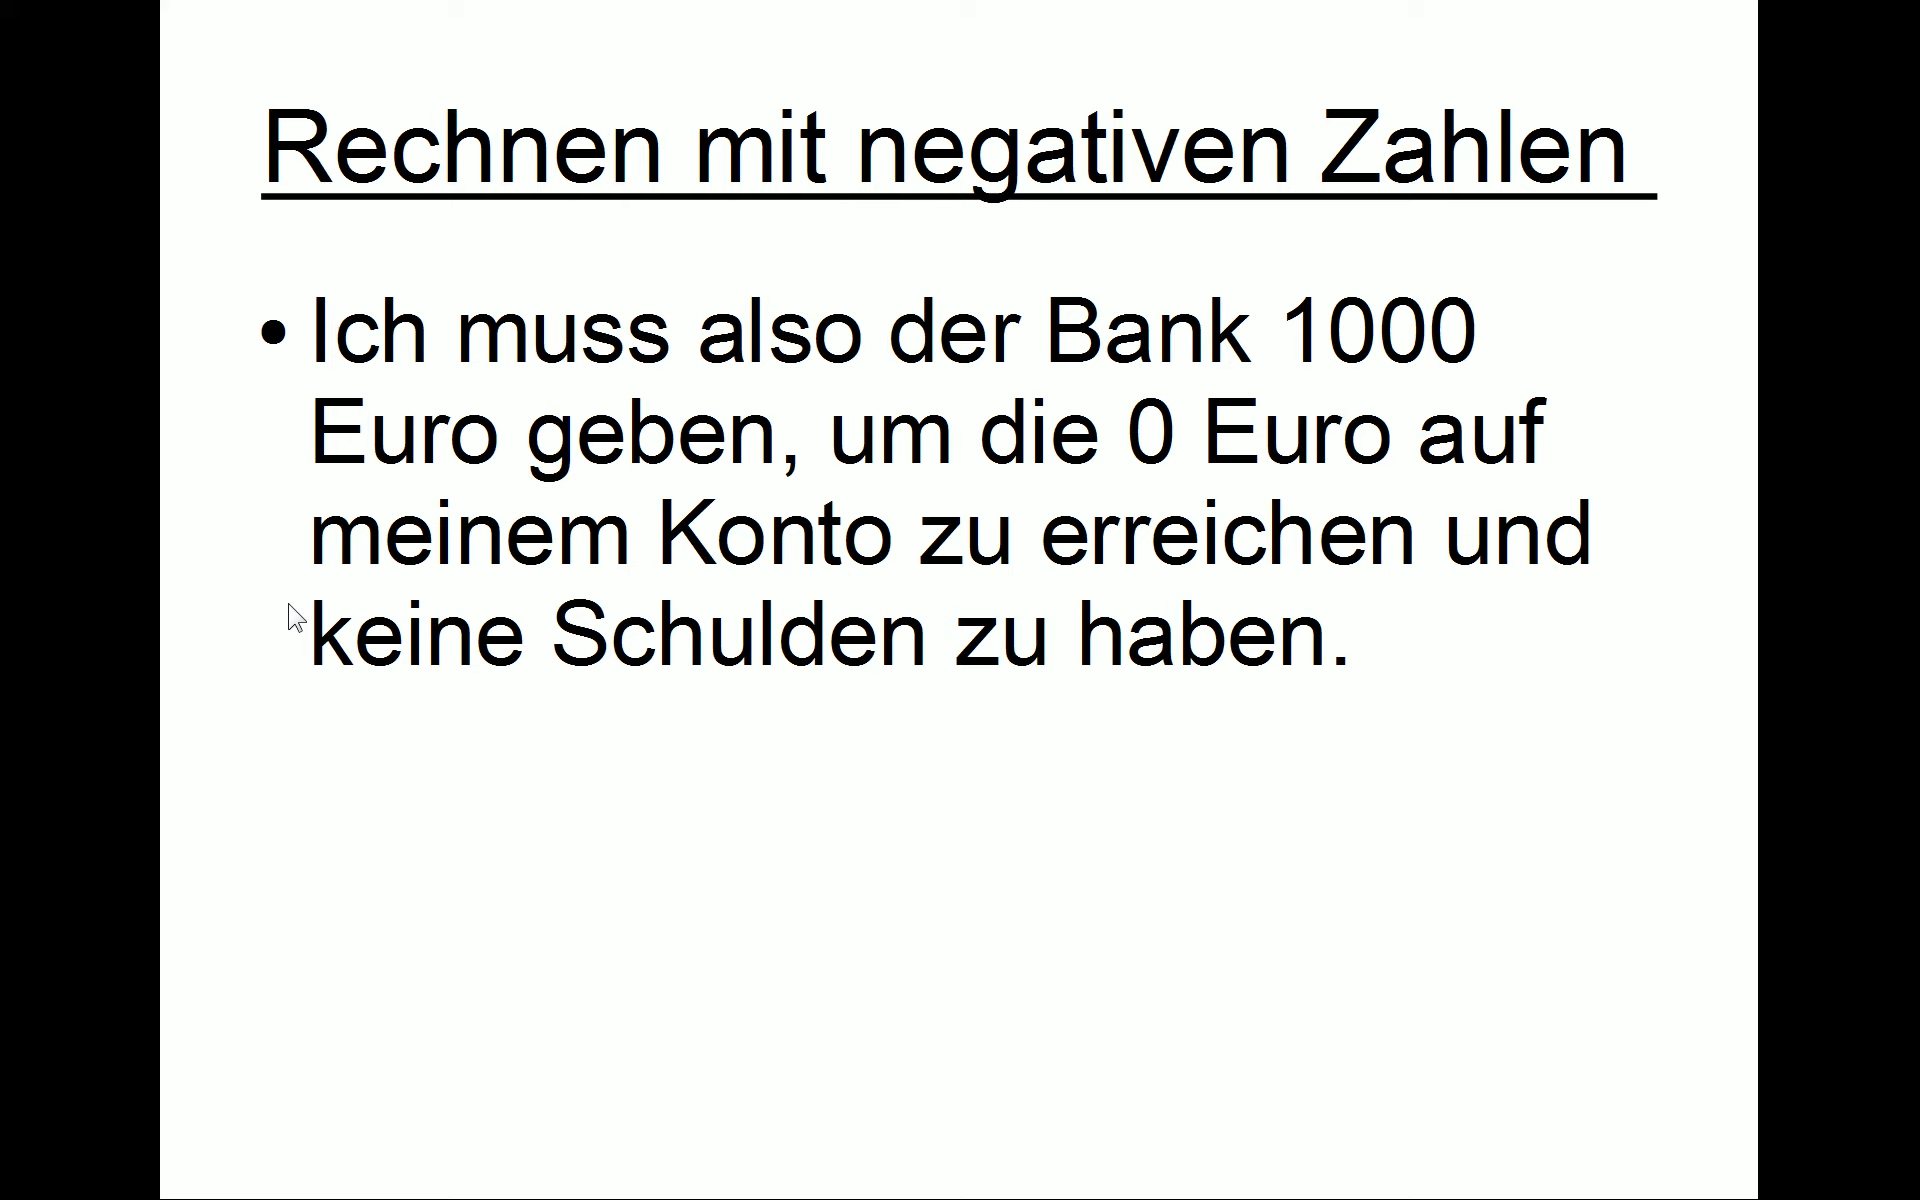 Rechnen mit negativen Zahlen
• Ich muss also der Bank 1000
Euro geben, um die 0 Euro auf
meinem Konto zu erreichen und
keine Schulden zu haben.